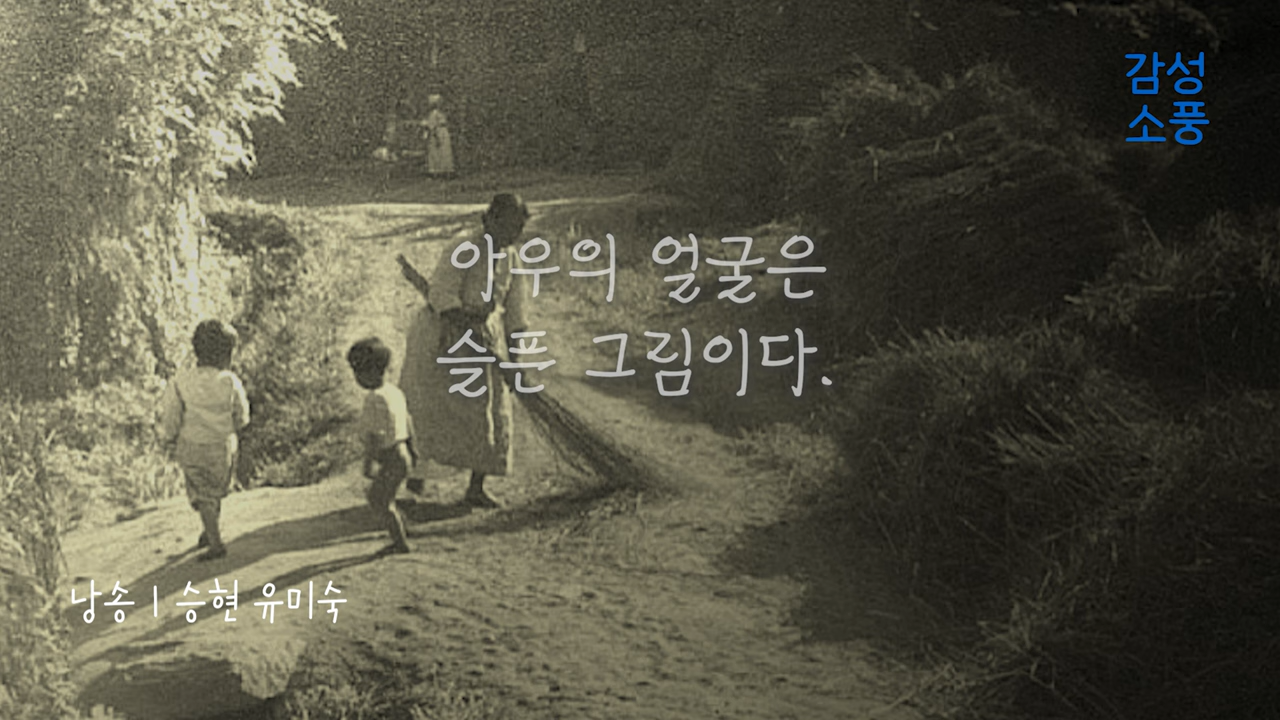 감성
소풍
아우의 얼굴은
슬픈 그림이다.
낭송 | 승현 유미숙